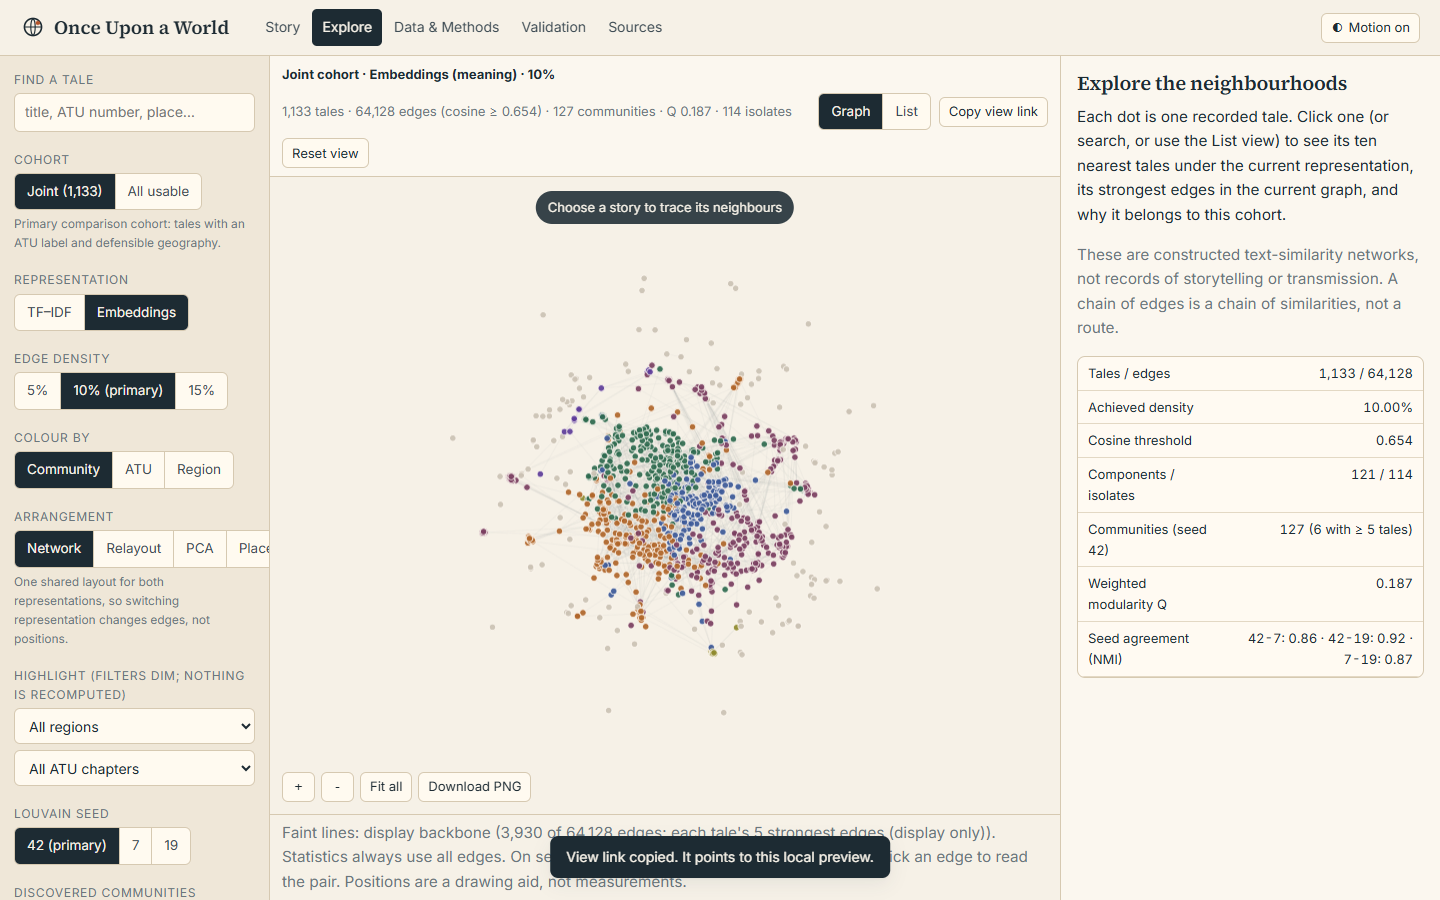 Once Upon a World
Story
Explore
Data & Methods
Validation
Sources
Motion on
FIND A TALE
title, ATU number, place...
COHORT
Joint (1,133)
All usable
Primary comparison cohort: tales with an
ATU label and defensible geography.
REPRESENTATION
TF–IDF
Embeddings
EDGE DENSITY
5%
10% (primary)
15%
COLOUR BY
Community
ATU
Region
ARRANGEMENT
Network
Relayout
PCA
Place
One shared layout for both
representations, so switching
representation changes edges, not
positions.
HIGHLIGHT (FILTERS DIM; NOTHING
IS RECOMPUTED)
All regions
All ATU chapters
LOUVAIN SEED
42 (primary)
7
19
DISCOVERED COMMUNITIES
Joint cohort · Embeddings (meaning) · 10%
1,133 tales · 64,128 edges (cosine ≥ 0.654) · 127 communities · Q 0.187 · 114 isolates
Graph
List
Copy view link
Reset view
Choose a story to trace its neighbours
+
-
Fit all
Download PNG
Faint lines: display backbone (3,930 of 64,128 edges; each tale's 5 strongest edges (display only)).
Statistics always use all edges. On se
ick an edge to read
the pair. Positions are a drawing aid, not measurements.
View link copied. It points to this local preview.
Explore the neighbourhoods
Each dot is one recorded tale. Click one (or
search, or use the List view) to see its ten
nearest tales under the current representation,
its strongest edges in the current graph, and
why it belongs to this cohort.
These are constructed text-similarity networks,
not records of storytelling or transmission. A
chain of edges is a chain of similarities, not a
route.
Tales / edges 1,133 / 64,128
Achieved density 10.00%
Cosine threshold 0.654
Components / 121 / 114
isolates
Communities (seed 127 (6 with ≥ 5 tales)
42)
Weighted 0.187
modularity Q
Seed agreement 42-7: 0.86 · 42-19: 0.92 ·
(NMI) 7-19: 0.87